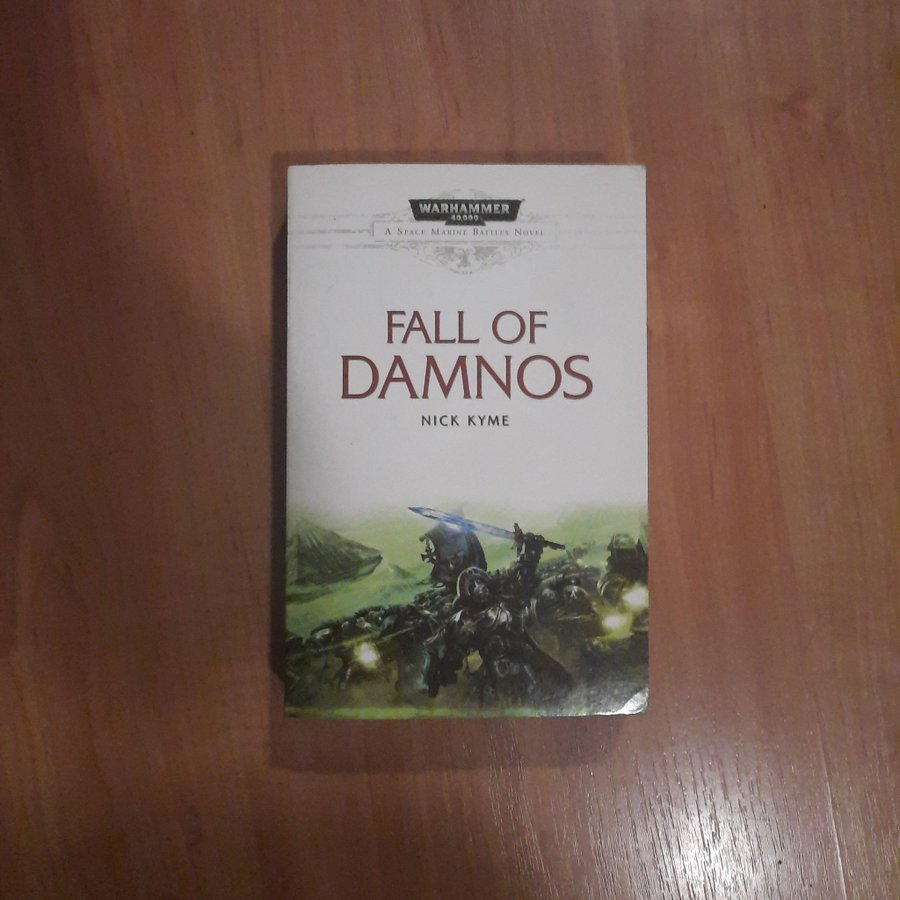 WARHAMMER
40,000
A SPACE MARINE BATTLES NOVEL
FALL OF
DAMNOS
NICK KYME